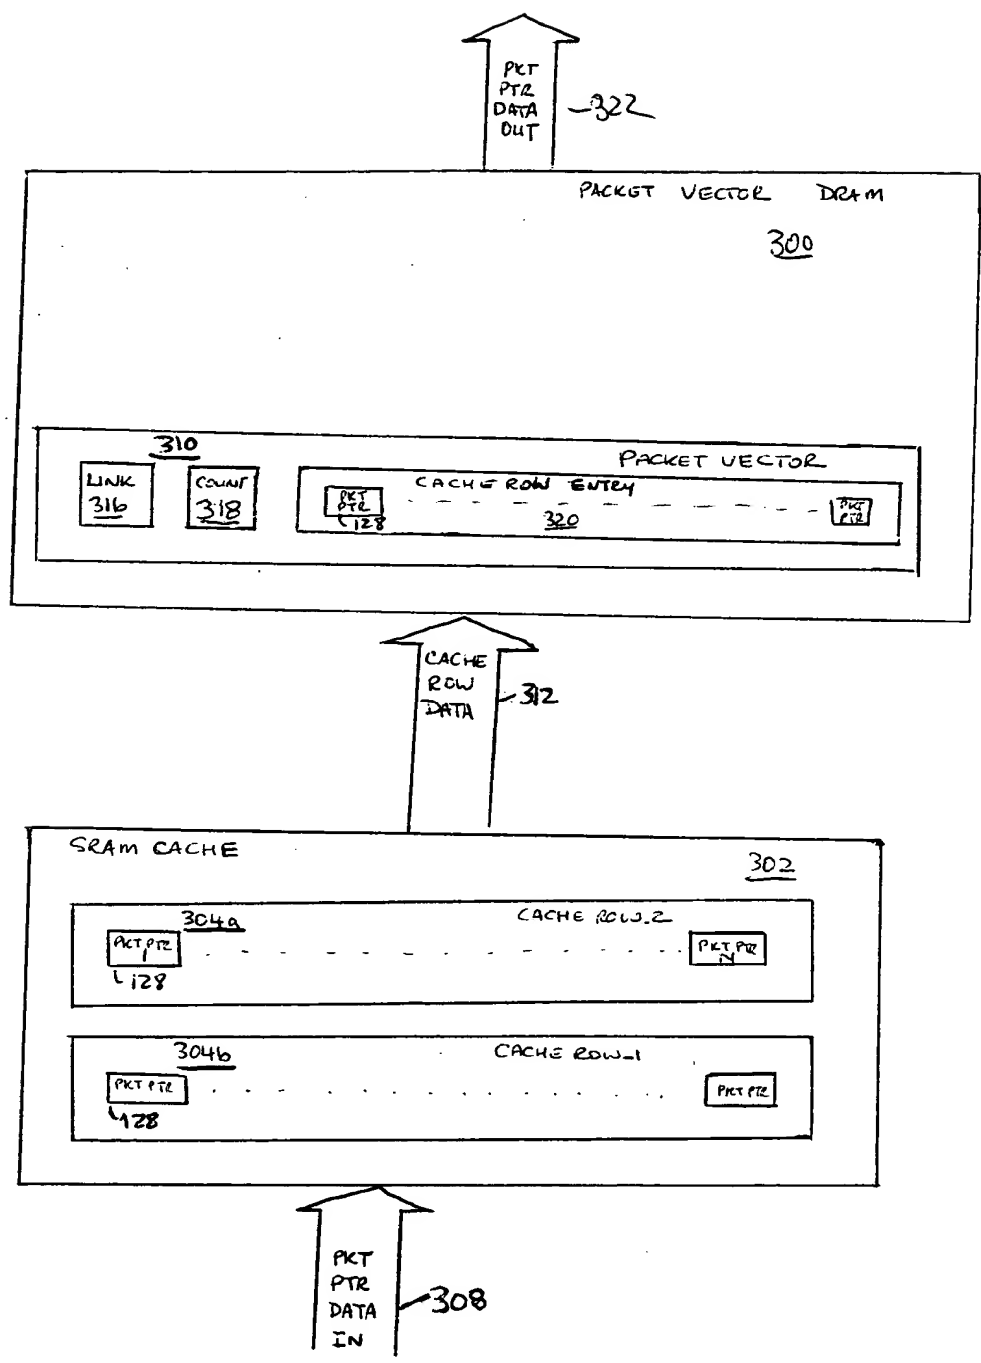 PKT
PTR
DATA
OUT
322
PACKET VECTOR DRAM
300
310
PACKET VECTOR
LINK
316
COUNT
318
CACHE ROW ENTRY
PKT
PTR
128
320
PKT
PTR
CACHE
ROW
DATA
312
SRAM CACHE
302
304a
CACHE ROW_2
PKT PTR
1
128
PKT PTR
N
304b
CACHE ROW_1
PKT PTR
128
PKT PTR
PKT
PTR
DATA
IN
308